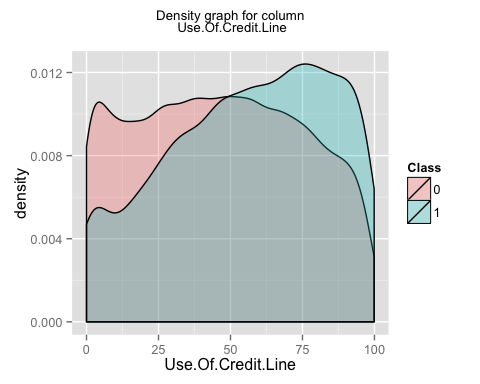 Density graph for column
Use.Of.Credit.Line
0.012
0.008
0.004
0.000
density
0
25
50
75
100
Use.Of.Credit.Line
Class
0
1